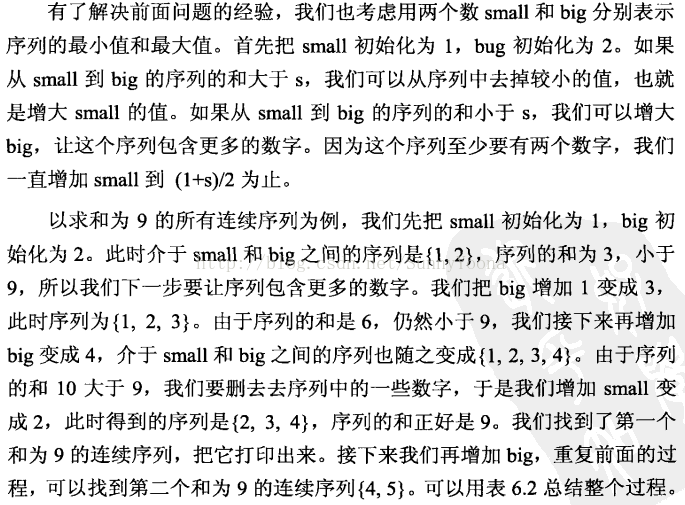 有了解决前面问题的经验，我们也考虑用两个数 small 和 big 分别表示
序列的最小值和最大值。首先把 small 初始化为 1，bug 初始化为 2。如果
从 small 到 big 的序列的和大于 s，我们可以从序列中去掉较小的值，也就
是增大 small 的值。如果从 small 到 big 的序列的和小于 s，我们可以增大
big，让这个序列包含更多的数字。因为这个序列至少要有两个数字，我们
一直增加 small 到 (1+s)/2 为止。
以求和为 9 的所有连续序列为例，我们先把 small 初始化为 1，big 初
始化为 2。此时介于 small 和 big 之间的序列是{1, 2}，序列的和为 3，小于
9，所以我们下一步要让序列包含更多的数字。我们把 big 增加 1 变成 3，
此时序列为{1, 2, 3}。由于序列的和是 6，仍然小于 9，我们接下来再增加
big 变成 4，介于 small 和 big 之间的序列也随之变成{1, 2, 3, 4}。由于序列
的和 10 大于 9，我们要删去去序列中的一些数字，于是我们增加 small 变
成 2，此时得到的序列是{2, 3, 4}，序列的和正好是 9。我们找到了第一个
和为 9 的连续序列，把它打印出来。接下来我们再增加 big，重复前面的过
程，可以找到第二个和为 9 的连续序列{4, 5}。可以用表 6.2 总结整个过程。